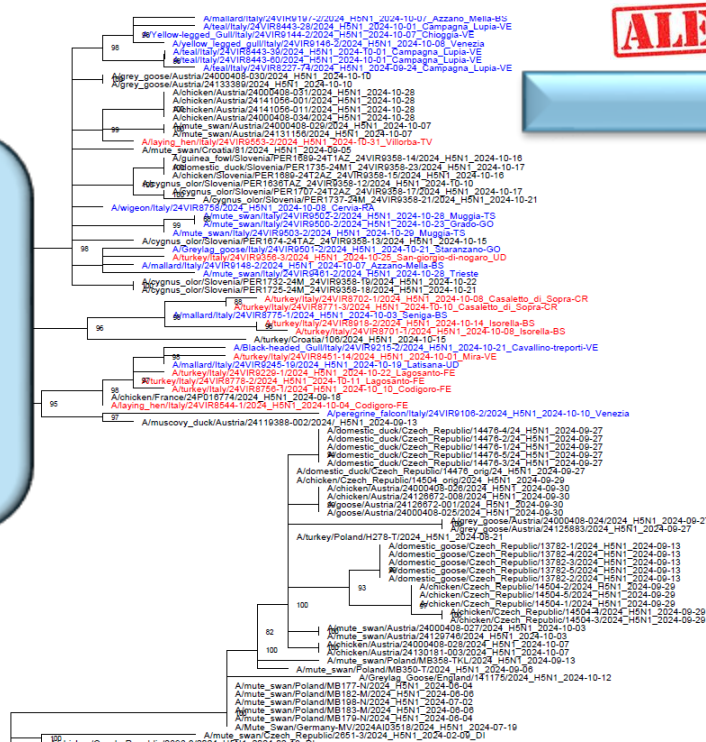 ALE
A/mallard/Italy/24VIR9197-2/2024_H5N1_2024-10-07_Azzano_Mella-BS
A/teal/Italy/24VIR8443-28/2024_H5N1_2024-10-01_Campagna_Lupia-VE
98
A/Yellow-legged_Gull/Italy/24VIR9144-2/2024_H5N1_2024-10-07_Chioggia-VE
A/yellow_legged_gull/Italy/24VIR9146-2/2024_H5N1_2024-10-08_Venezia
A/teal/Italy/24VIR8443-39/2024_H5N1_2024-10-01_Campagna_Lupia-VE
A/teal/Italy/24VIR8443-60/2024_H5N1_2024-10-01_Campagna_Lupia-VE
A/teal/Italy/24VIR8227-74/2024_H5N1_2024-09-24_Campagna_Lupia-VE
A/grey_goose/Austria/24000408-030/2024_H5N1_2024-10-10
A/grey_goose/Austria/24133389/2024_H5N1_2024-10-10
A/chicken/Austria/24000408-031/2024_H5N1_2024-10-28
A/chicken/Austria/24141056-001/2024_H5N1_2024-10-28
A/chicken/Austria/24141056-011/2024_H5N1_2024-10-28
A/chicken/Austria/24000408-034/2024_H5N1_2024-10-28
99
A/mute_swan/Austria/24000408-029/2024_H5N1_2024-10-07
A/mute_swan/Austria/24131156/2024_H5N1_2024-10-07
A/laying_hen/Italy/24VIR9553-2/2024_H5N1_2024-10-31_Villorba-TV
A/mute_swan/Croatia/81/2024_H5N1_2024-09-05
A/guinea_fowl/Slovenia/PER1689-24T1AZ_24VIR9358-14/2024_H5N1_2024-10-16
A/domestic_duck/Slovenia/PER1735-24M1_24VIR9358-23/2024_H5N1_2024-10-17
A/chicken/Slovenia/PER1689-24T2AZ_24VIR9358-15/2024_H5N1_2024-10-16
A/cygnus_olor/Slovenia/PER1636TAZ_24VIR9358-12/2024_H5N1_2024-10-10
A/cygnus_olor/Slovenia/PER1707-24T2AZ_24VIR9358-17/2024_H5N1_2024-10-17
A/cygnus_olor/Slovenia/PER1737-24M_24VIR9358-21/2024_H5N1_2024-10-21
A/wigeon/Italy/24VIR8758/2024_H5N1_2024-10-08_Cervia-RA
A/mute_swan/Italy/24VIR9502-2/2024_H5N1_2024-10-28_Muggia-TS
99
A/mute_swan/Italy/24VIR9500-2/2024_H5N1_2024-10-23_Grado-GO
A/mute_swan/Italy/24VIR9503-2/2024_H5N1_2024-10-29_Muggia-TS
A/cygnus_olor/Slovenia/PER1674-24TAZ_24VIR9358-13/2024_H5N1_2024-10-15
98
A/Greylag_goose/Italy/24VIR9501-2/2024_H5N1_2024-10-21_Staranzano-GO
A/turkey/Italy/24VIR9356-3/2024_H5N1_2024-10-25_San-giorgio-di-nogaro_UD
A/mallard/Italy/24VIR9148-2/2024_H5N1_2024-10-07_Azzano-Mella-BS
A/mute_swan/Italy/24VIR9461-2/2024_H5N1_2024-10-28_Trieste
A/cygnus_olor/Slovenia/PER1732-24M_24VIR9358-19/2024_H5N1_2024-10-22
A/cygnus_olor/Slovenia/PER1725-24M_24VIR9358-18/2024_H5N1_2024-10-21
A/turkey/Italy/24VIR8702-1/2024_H5N1_2024-10-08_Casaletto_di_Sopra-CR
A/turkey/Italy/24VIR8771-3/2024_H5N1_2024-10-10_Casaletto_di_Sopra-CR
A/mallard/Italy/24VIR8775-1/2024_H5N1_2024-10-03_Seniga-BS
96
A/turkey/Italy/24VIR8918-2/2024_H5N1_2024-10-14_Isorella-BS
A/turkey/Italy/24VIR8701-1/2024_H5N1_2024-10-08_Isorella-BS
A/turkey/Croatia/106/2024_H5N1_2024-10-15
A/Black-headed_Gull/Italy/24VIR9215-2/2024_H5N1_2024-10-21_Cavallino-treporti-VE
98
A/turkey/Italy/24VIR8451-14/2024_H5N1_2024-10-01_Mira-VE
A/mallard/Italy/24VIR9245-19/2024_H5N1_2024-10-19_Latisana-UD
A/turkey/Italy/24VIR9229-1/2024_H5N1_2024-10-22_Lagosanto-FE
A/turkey/Italy/24VIR8778-2/2024_H5N1_2024-10-11_Lagosanto-FE
98
A/turkey/Italy/24VIR8756-1/2024_H5N1_2024-10_10_Codigoro-FE
A/chicken/France/24P016774/2024_H5N1_2024-09-18
95
A/laying_hen/Italy/24VIR8544-1/2024_H5N1_2024-10-04_Codigoro-FE
A/peregrine_falcon/Italy/24VIR9106-2/2024_H5N1_2024-10-10_Venezia
97
A/muscovy_duck/Austria/24119388-002/2024/_H5N1_2024-09-13
A/domestic_duck/Czech_Republic/14476-4/24_H5N1_2024-09-27
A/domestic_duck/Czech_Republic/14476-2/24_H5N1_2024-09-27
A/domestic_duck/Czech_Republic/14476-1/24_H5N1_2024-09-27
A/domestic_duck/Czech_Republic/14476-5/24_H5N1_2024-09-27
A/domestic_duck/Czech_Republic/14476-3/24_H5N1_2024-09-27
A/domestic_duck/Czech_Republic/14476_orig/24_H5N1_2024-09-27
A/chicken/Czech_Republic/14504_orig/2024_H5N1_2024-09-29
A/chicken/Austria/24000408-026/2024_H5N1_2024-09-30
A/chicken/Austria/24126672-008/2024_H5N1_2024-09-30
A/goose/Austria/24126672-001/2024_H5N1_2024-09-30
A/goose/Austria/24000408-025/2024_H5N1_2024-09-30
A/grey_goose/Austria/24000408-024/2024_H5N1_2024-09-27
A/grey_goose/Austria/24125883/2024_H5N1_2024-09-27
A/turkey/Poland/H278-T/2024_H5N1_2024-08-21
A/domestic_goose/Czech_Republic/13782-1/2024_H5N1_2024-09-13
A/domestic_goose/Czech_Republic/13782-4/2024_H5N1_2024-09-13
A/domestic_goose/Czech_Republic/13782-3/2024_H5N1_2024-09-13
A/domestic_goose/Czech_Republic/13782-5/2024_H5N1_2024-09-13
A/domestic_goose/Czech_Republic/13782-2/2024_H5N1_2024-09-13
93
A/chicken/Czech_Republic/14504-2/2024_H5N1_2024-09-29
A/chicken/Czech_Republic/14504-5/2024_H5N1_2024-09-29
100
A/chicken/Czech_Republic/14504-1/2024_H5N1_2024-09-29
A/chicken/Czech_Republic/14504-4/2024_H5N1_2024-09-29
A/chicken/Czech_Republic/14504-3/2024_H5N1_2024-09-29
82
A/mute_swan/Austria/24000408-027/2024_H5N1_2024-10-03
A/mute_swan/Austria/24129746/2024_H5N1_2024-10-03
A/chicken/Austria/24000408-028/2024_H5N1_2024-10-07
100
A/chicken/Austria/24130181-003/2024_H5N1_2024-10-07
A/mute_swan/Poland/MB358-TKL/2024_H5N1_2024-09-13
A/mute_swan/Poland/MB350-T/2024_H5N1_2024-09-06
A/Greylag_Goose/England/141175/2024_H5N1_2024-10-12
A/mute_swan/Poland/MB177-N/2024_H5N1_2024-06-04
A/mute_swan/Poland/MB182-M/2024_H5N1_2024-06-06
A/mute_swan/Poland/MB198-N/2024_H5N1_2024-07-02
A/mute_swan/Poland/MB183-M/2024_H5N1_2024-06-06
100
A/mute_swan/Poland/MB179-N/2024_H5N1_2024-06-04
A/Mute_Swan/Germany-MV/2024AI03518/2024_H5N1_2024-07-19
100
A/mute_swan/Czech_Republic/2651-3/2024_H5N1_2024-02-09_DI